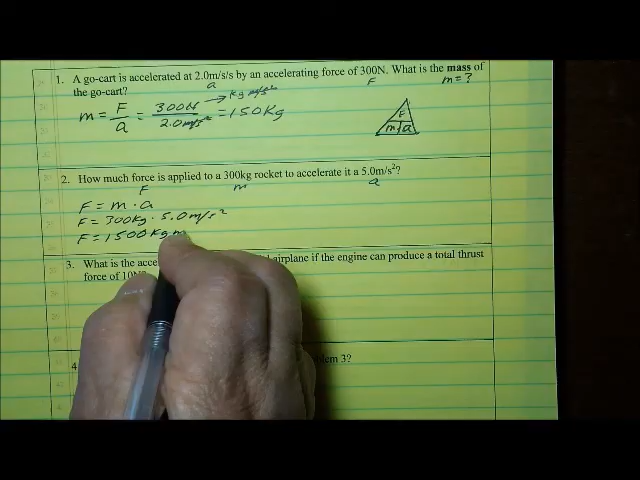 1. A go-cart is accelerated at 2.0m/s/s by an accelerating force of 300N. What is the mass of
the go-cart?
a
F
m = ?
m = F/a = 300N/2.0m/s² = 150Kg
→ Kg m/s²
F
m a
2. How much force is applied to a 300kg rocket to accelerate it a 5.0m/s²?
F m a
F = m · a
F = 300Kg · 5.0m/s²
F = 1500Kg m
3. What is the acce airplane if the engine can produce a total thrust
force of 10N?
4. 3?